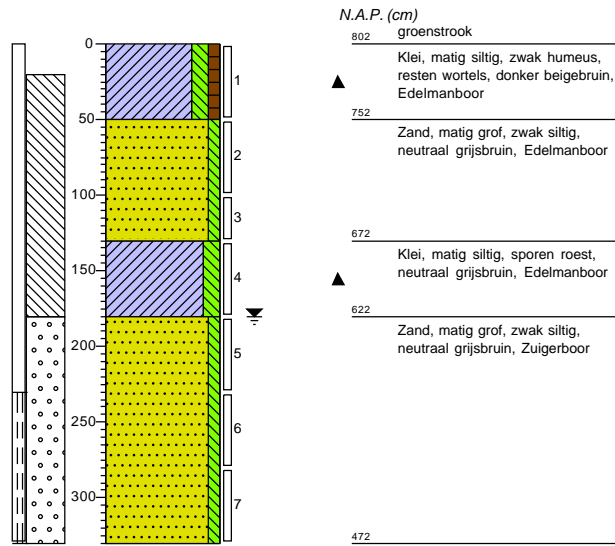 N.A.P. (cm)
802 groenstrook
0
Klei, matig siltig, zwak humeus,
resten wortels, donker beigebruin,
Edelmanboor
1
50
752
Zand, matig grof, zwak siltig,
neutraal grijsbruin, Edelmanboor
2
100
3
672
Klei, matig siltig, sporen roest,
neutraal grijsbruin, Edelmanboor
150
4
622
Zand, matig grof, zwak siltig,
neutraal grijsbruin, Zuigerboor
200
5
250
6
300
7
472